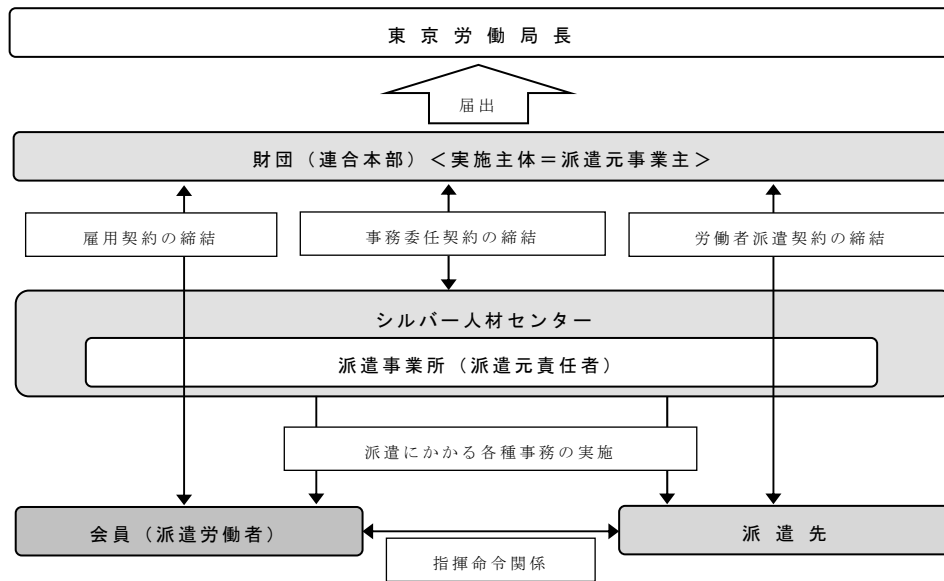 東京労働局長
届出
財団（連合本部）＜実施主体＝派遣元事業主＞
雇用契約の締結
事務委任契約の締結
労働者派遣契約の締結
シルバー人材センター
派遣事業所（派遣元責任者）
派遣にかかる各種事務の実施
会員（派遣労働者）
派遣先
指揮命令関係